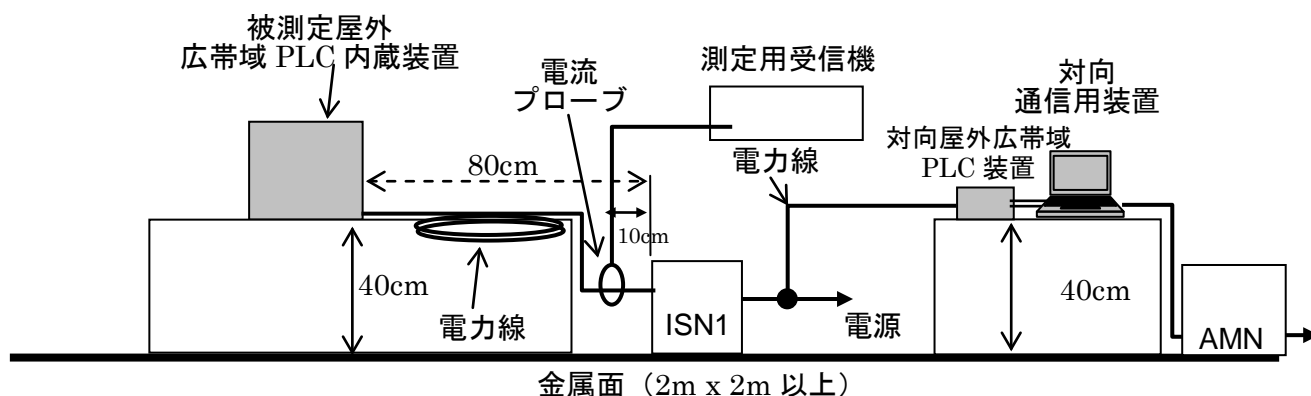 被測定屋外
広帯域 PLC 内蔵装置
電流
プローブ
測定用受信機
対向
通信用装置
対向屋外広帯域
PLC 装置
電力線
80cm
10cm
40cm
電力線
ISN1
電源
40cm
AMN
金属面（2m x 2m 以上）